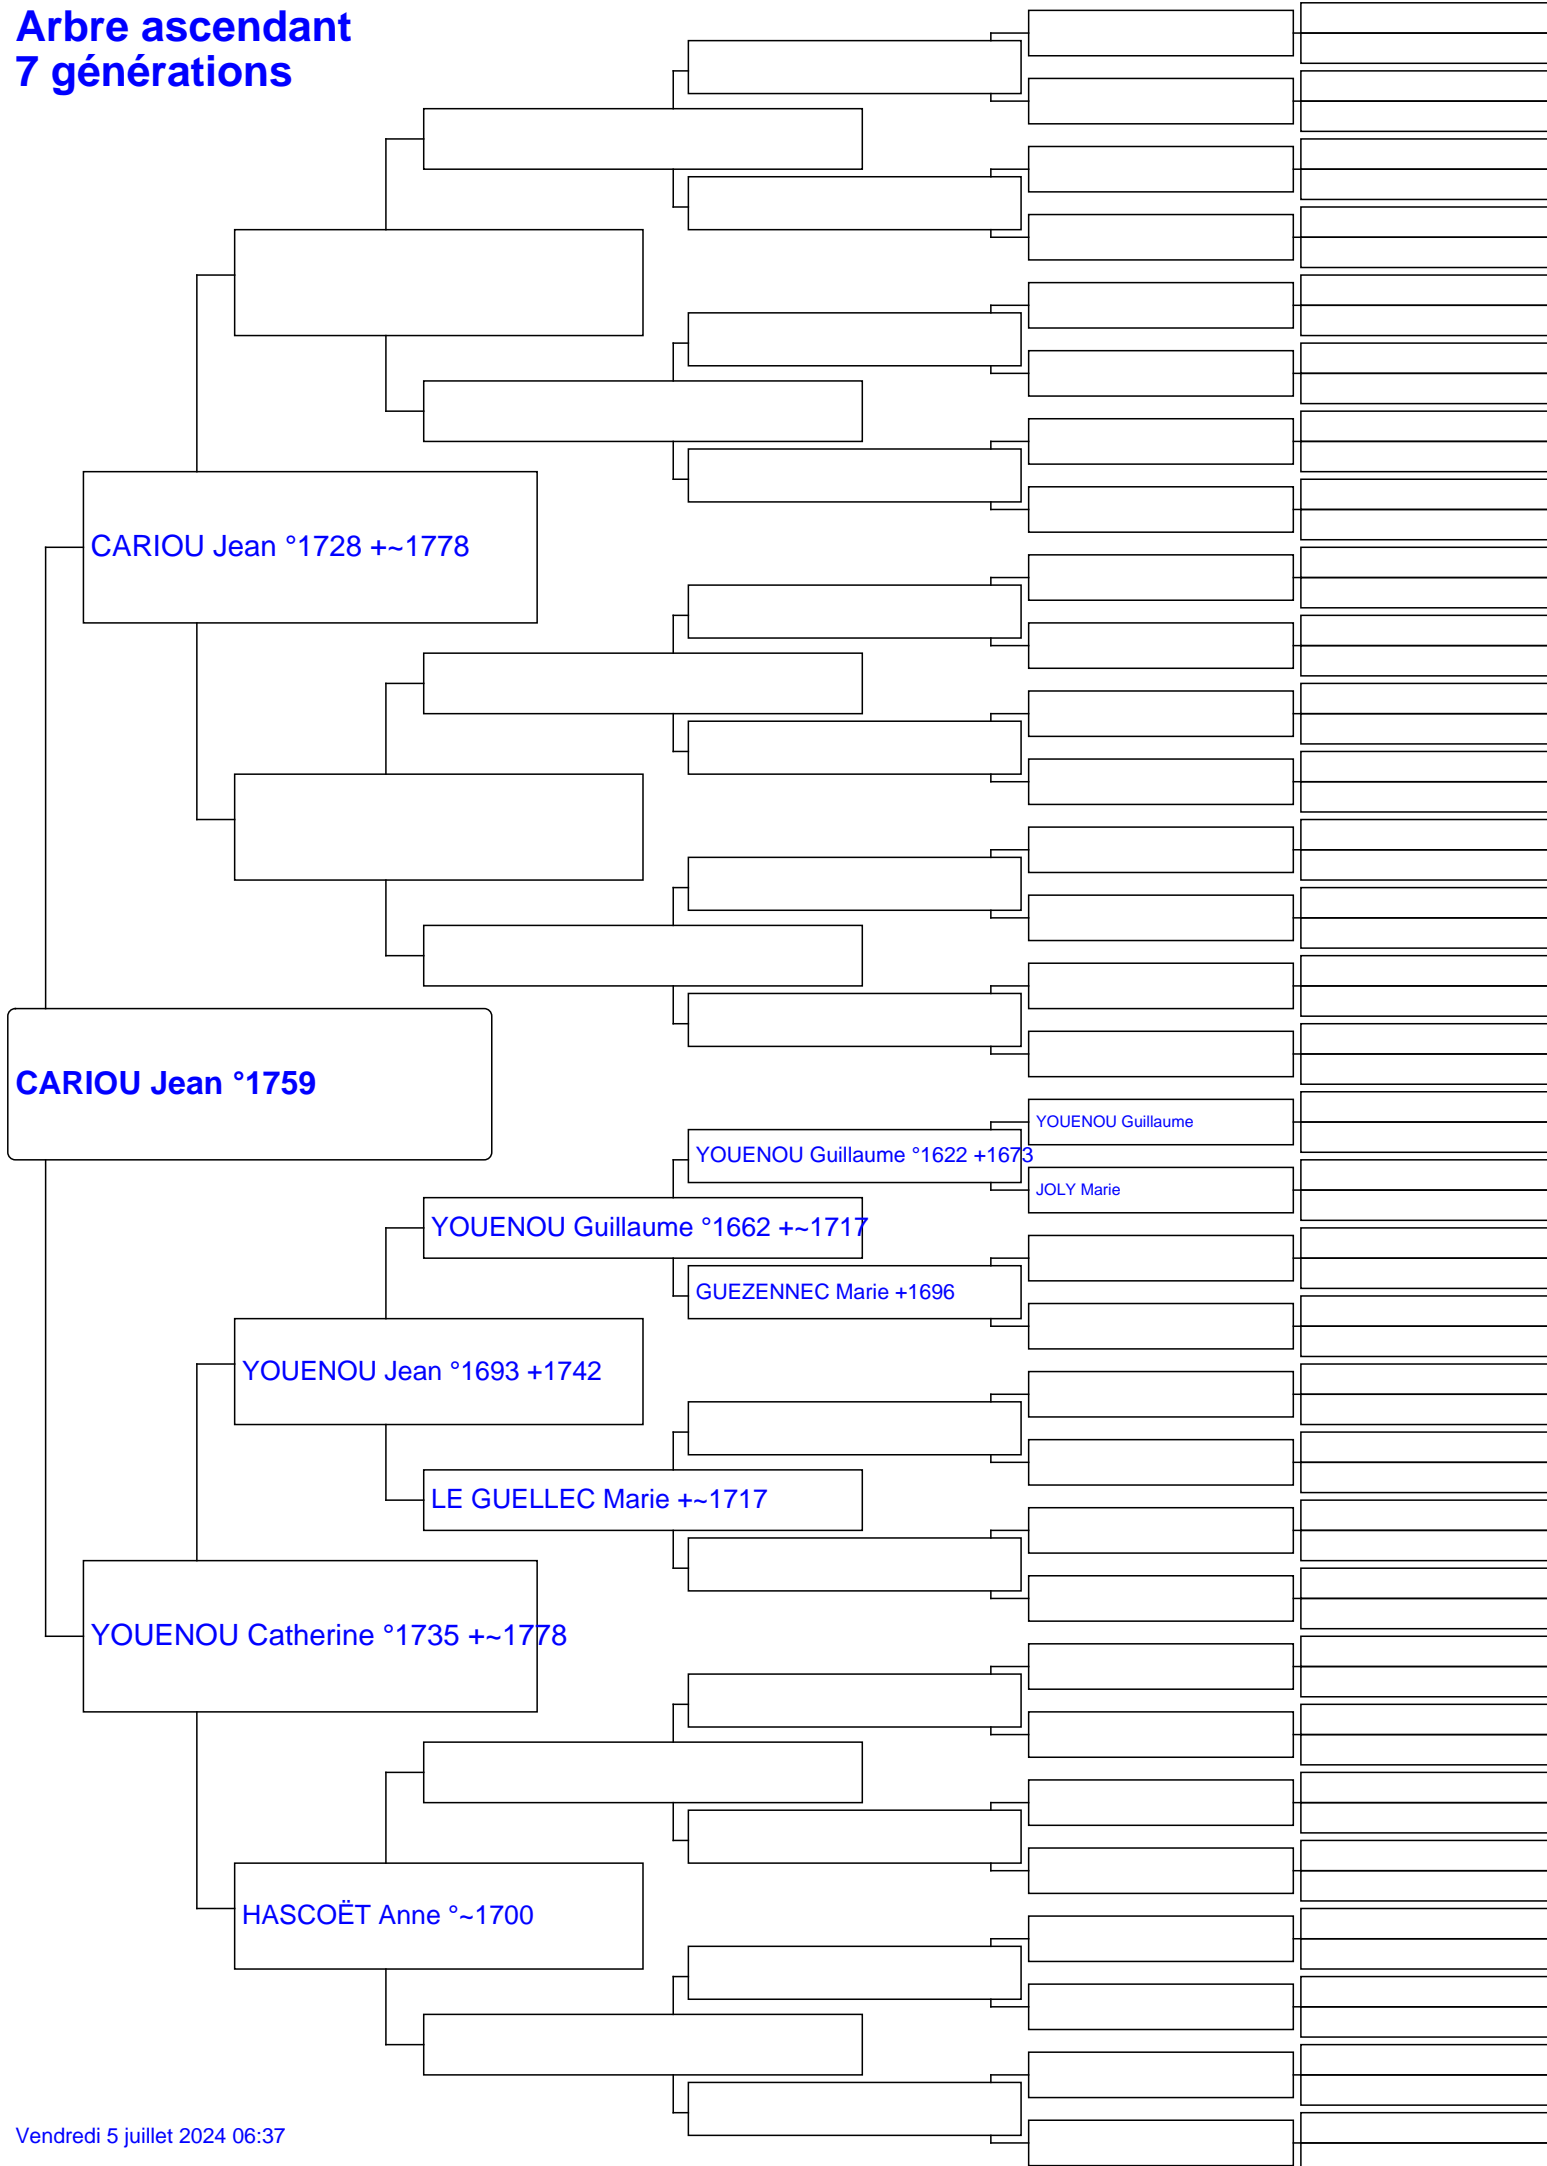 Arbre ascendant
7 générations
CARIOU Jean °1728 +~1778
CARIOU Jean °1759
YOUENOU Guillaume
YOUENOU Guillaume °1622 +1673
JOLY Marie
YOUENOU Guillaume °1662 +~1717
GUEZENNEC Marie +1696
YOUENOU Jean °1693 +1742
LE GUELLEC Marie +~1717
YOUENOU Catherine °1735 +~1778
HASCOËT Anne °~1700
Vendredi 5 juillet 2024 06:37